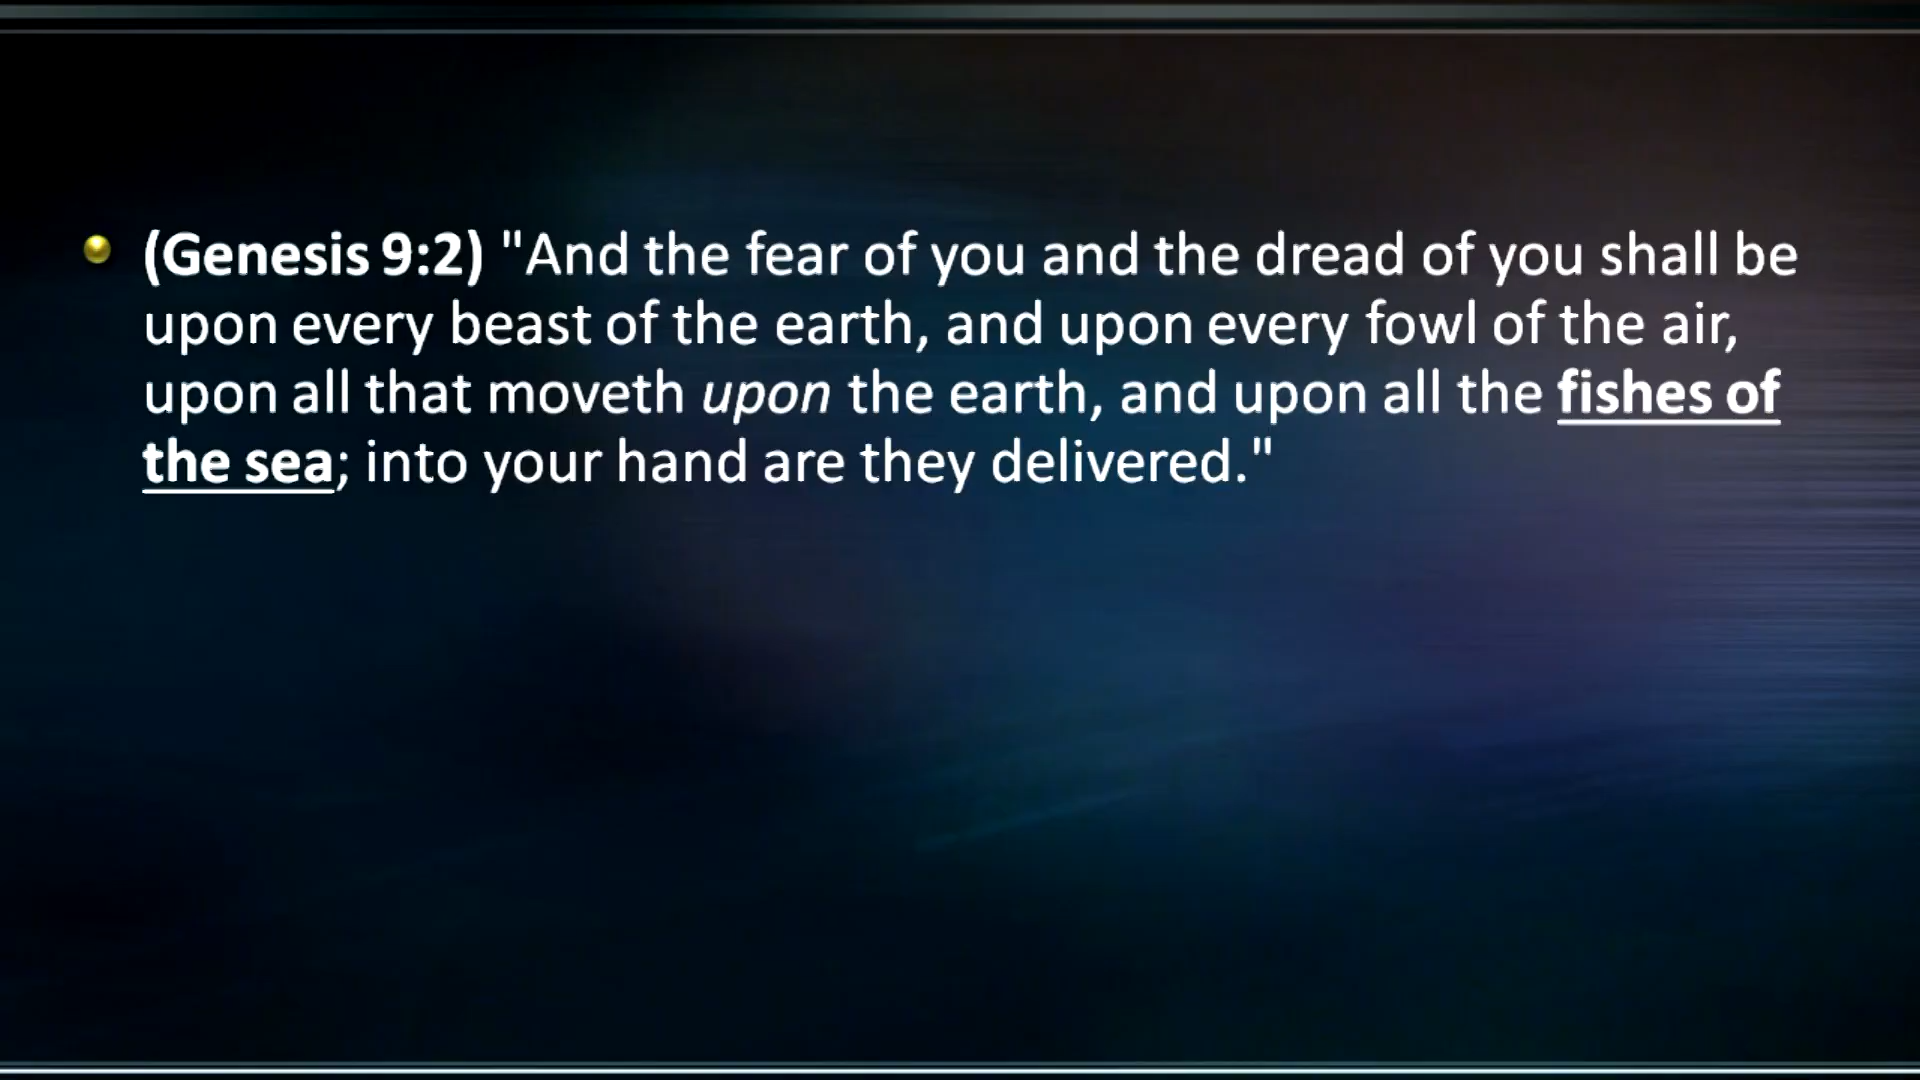 (Genesis 9:2) "And the fear of you and the dread of you shall be
upon every beast of the earth, and upon every fowl of the air,
upon all that moveth upon the earth, and upon all the fishes of
the sea; into your hand are they delivered."